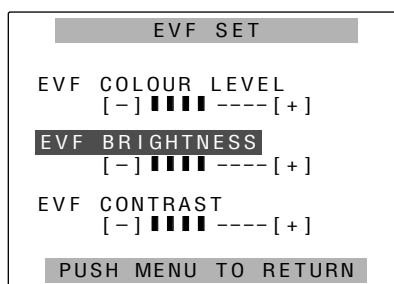 EVF SET
EVF COLOUR LEVEL
[-]▮▮▮▮----[+]
EVF BRIGHTNESS
[-]▮▮▮▮----[+]
EVF CONTRAST
[-]▮▮▮▮----[+]
PUSH MENU TO RETURN